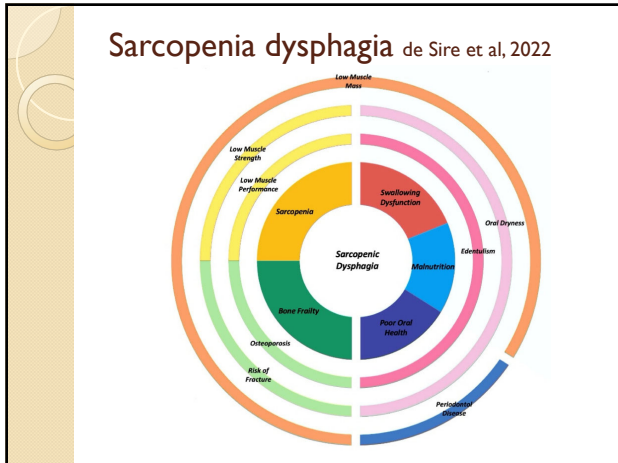 Sarcopenia dysphagia de Sire et al, 2022
Low Muscle
Mass
Low Muscle
Strength
Low Muscle
Performance
Sarcopenia
Swallowing
Dysfunction
Oral Dryness
Edentulism
Sarcopenic
Dysphagia
Malnutrition
Bone Frailty
Poor Oral
Health
Osteoporosis
Risk of
Fracture
Periodontal
Disease